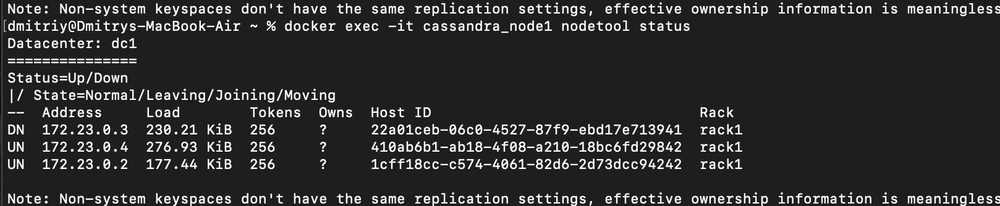 Note: Non-system keyspaces don't have the same replication settings, effective ownership information is meaningless
[dmitriy@Dmitrys-MacBook-Air ~ % docker exec -it cassandra_node1 nodetool status
Datacenter: dc1
===============
Status=Up/Down
|/ State=Normal/Leaving/Joining/Moving
--  Address     Load        Tokens  Owns  Host ID                               Rack
DN  172.23.0.3  230.21 KiB  256     ?     22a01ceb-06c0-4527-87f9-ebd17e713941  rack1
UN  172.23.0.4  276.93 KiB  256     ?     410ab6b1-ab18-4f08-a210-18bc6fd29842  rack1
UN  172.23.0.2  177.44 KiB  256     ?     1cff18cc-c574-4061-82d6-2d73dcc94242  rack1
Note: Non-system keyspaces don't have the same replication settings, effective ownership information is meaningless